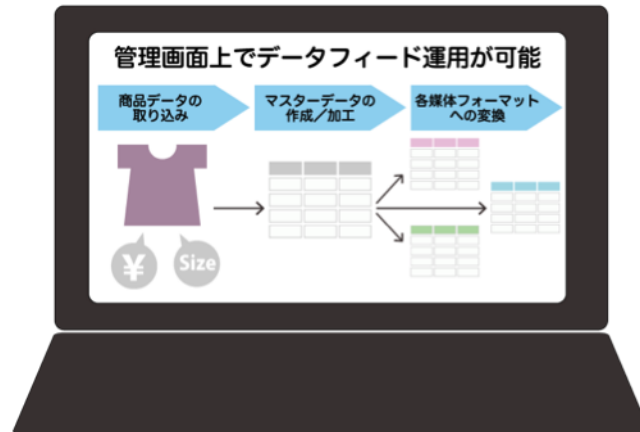 管理画面上でデータフィード運用が可能
商品データの
取り込み
マスターデータの
作成／加工
各媒体フォーマット
への変換
¥
Size